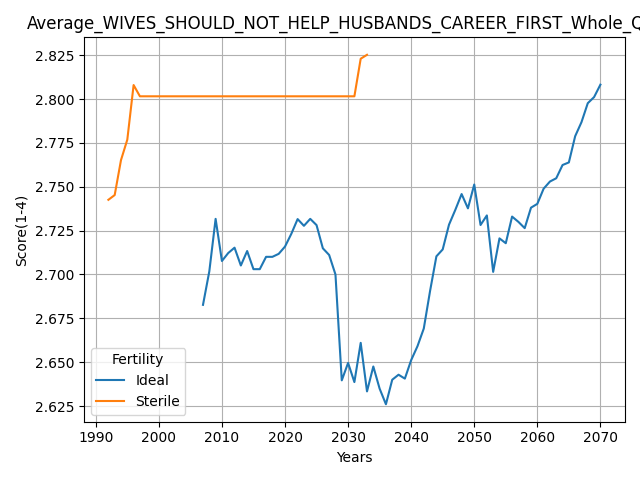 Average_WIVES_SHOULD_NOT_HELP_HUSBANDS_CAREER_FIRST_Whole_Q
2.825
2.800
2.775
2.750
2.725
2.700
2.675
2.650
2.625
Score(1-4)
Fertility
Ideal
Sterile
1990 2000 2010 2020 2030 2040 2050 2060 2070
Years